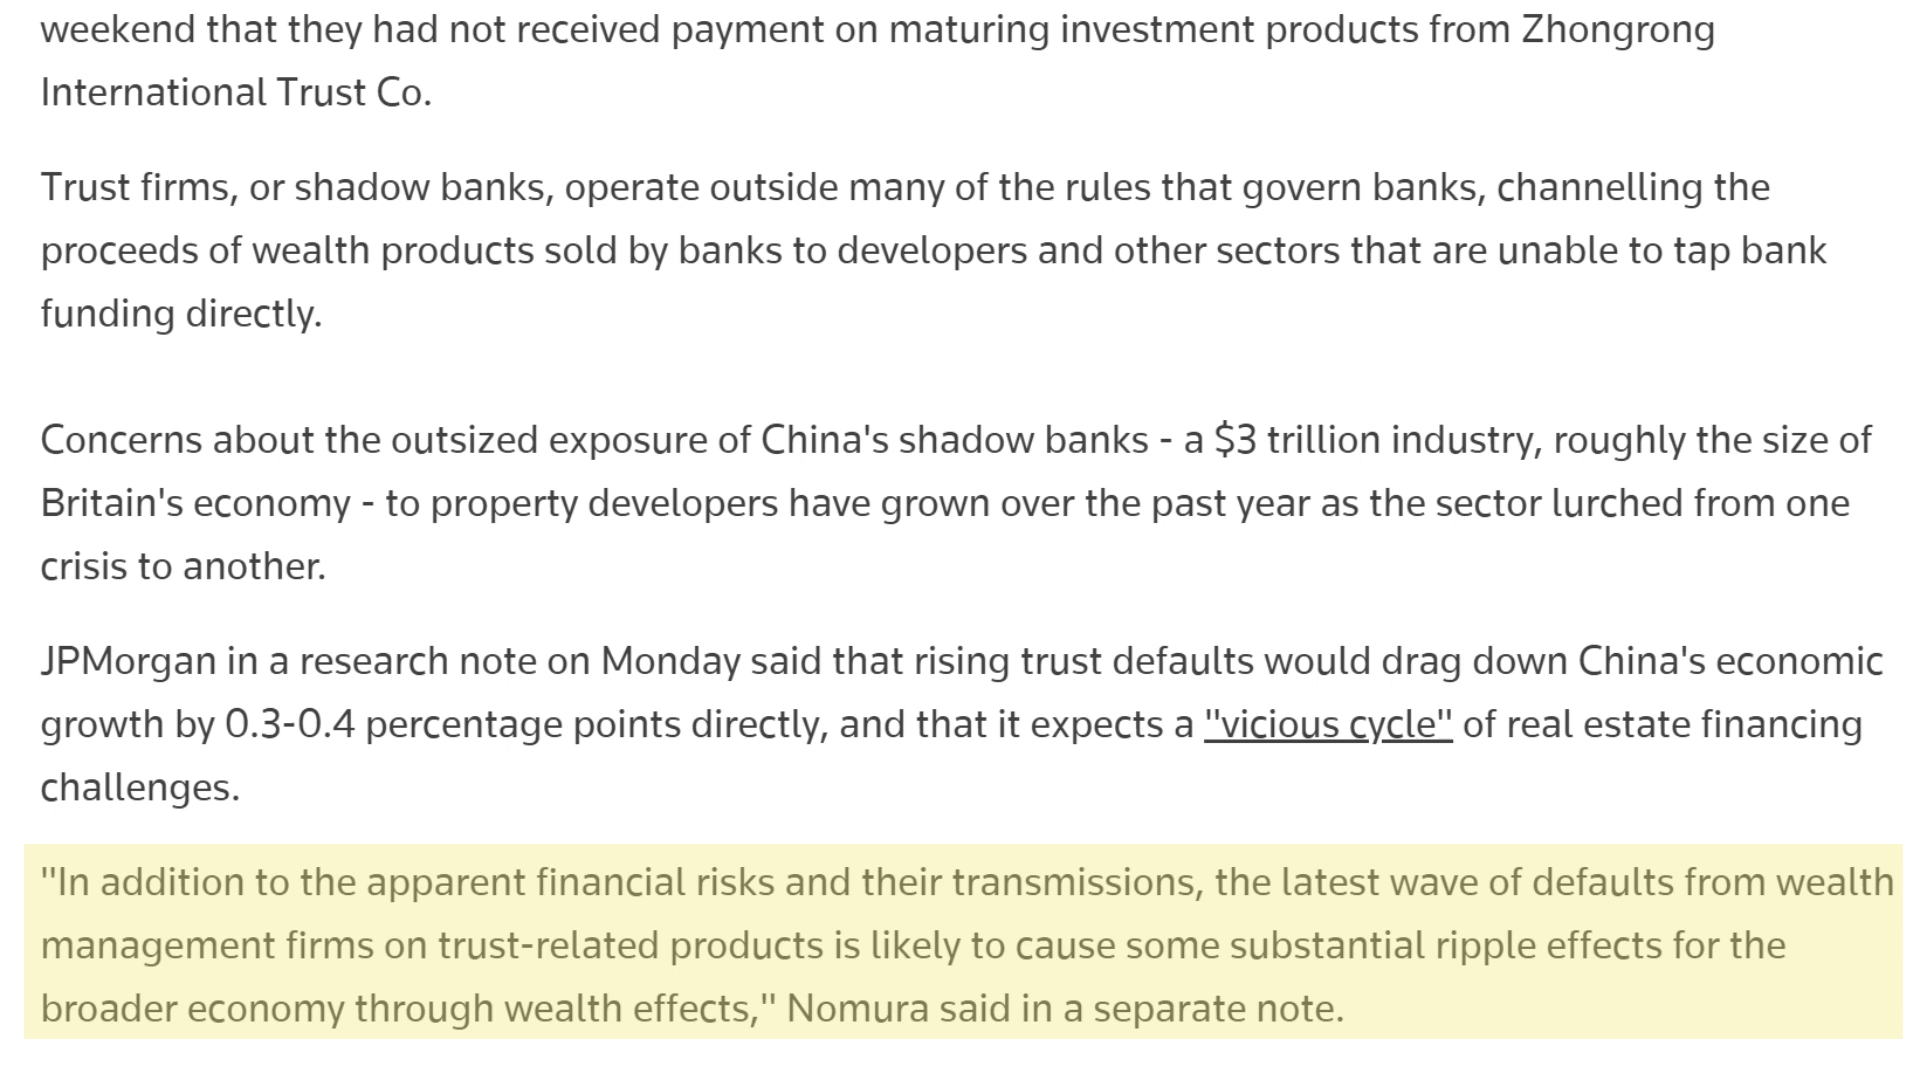 weekend that they had not received payment on maturing investment products from Zhongrong
International Trust Co.
Trust firms, or shadow banks, operate outside many of the rules that govern banks, channelling the
proceeds of wealth products sold by banks to developers and other sectors that are unable to tap bank
funding directly.
Concerns about the outsized exposure of China's shadow banks - a $3 trillion industry, roughly the size of
Britain's economy - to property developers have grown over the past year as the sector lurched from one
crisis to another.
JPMorgan in a research note on Monday said that rising trust defaults would drag down China's economic
growth by 0.3-0.4 percentage points directly, and that it expects a "vicious cycle" of real estate financing
challenges.
"In addition to the apparent financial risks and their transmissions, the latest wave of defaults from wealth
management firms on trust-related products is likely to cause some substantial ripple effects for the
broader economy through wealth effects," Nomura said in a separate note.